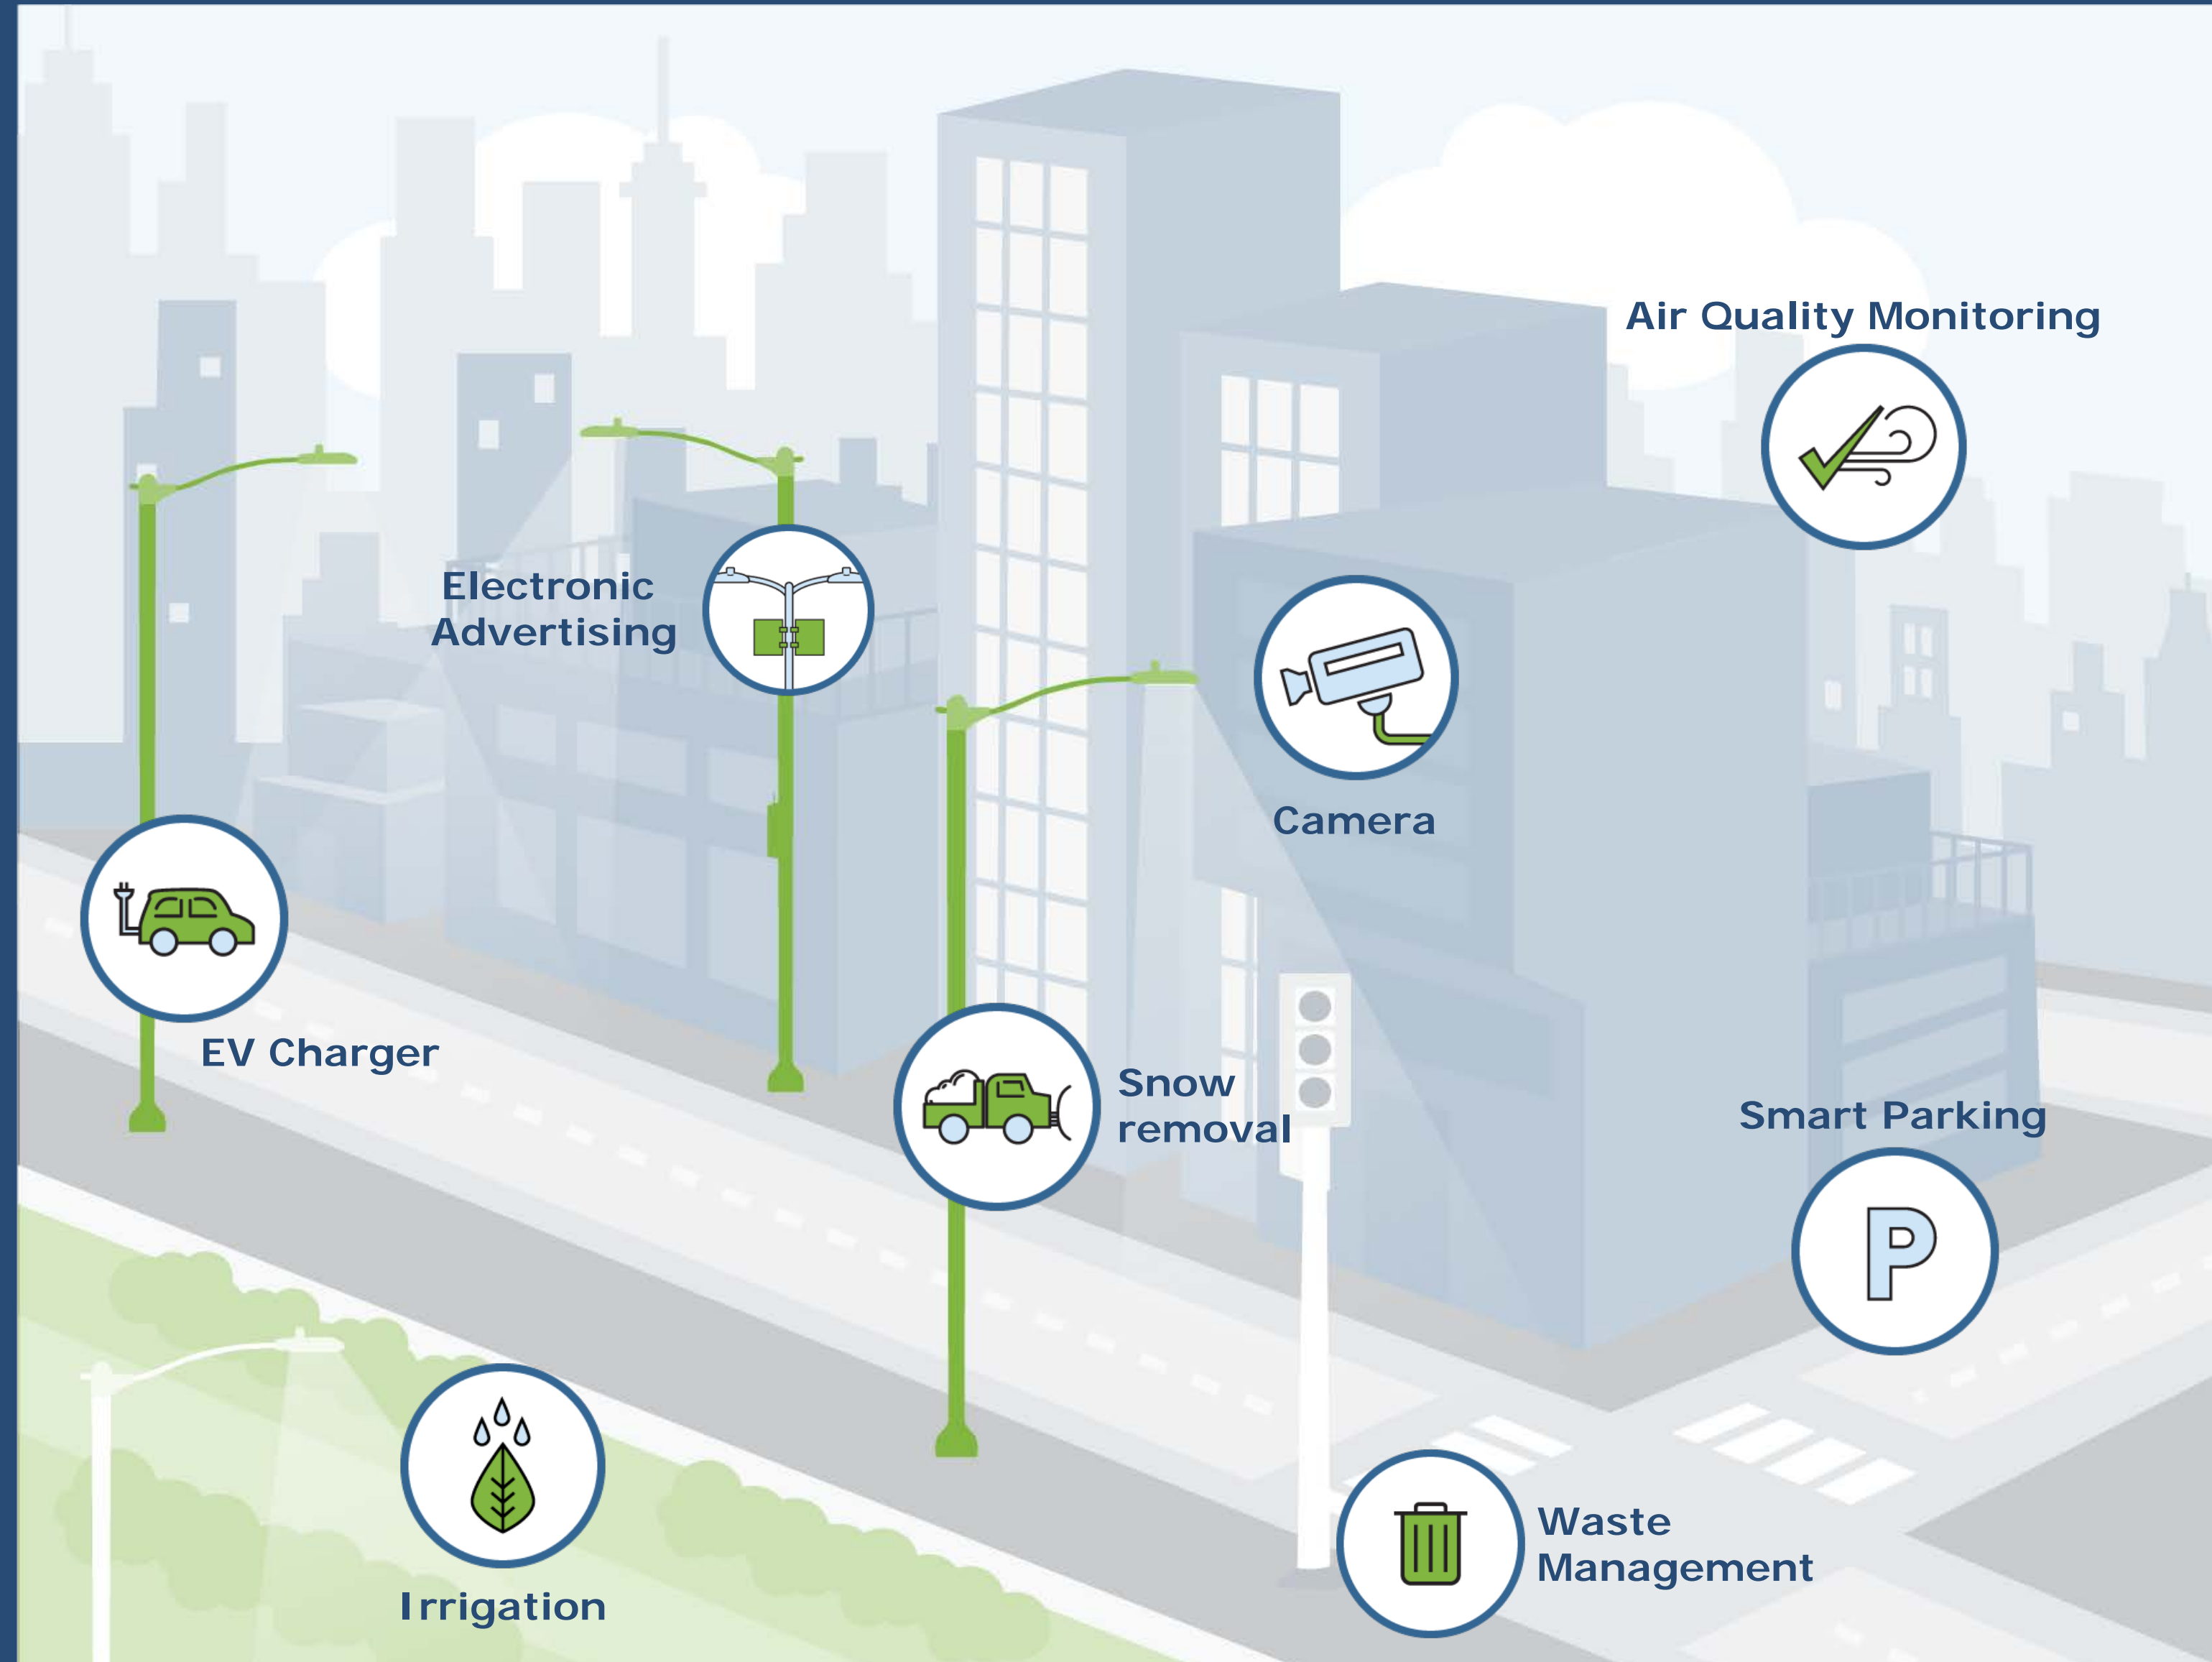 Air Quality Monitoring
Electronic
Advertising
Camera
EV Charger
Snow
removal
Smart Parking
P
Waste
Management
Irrigation